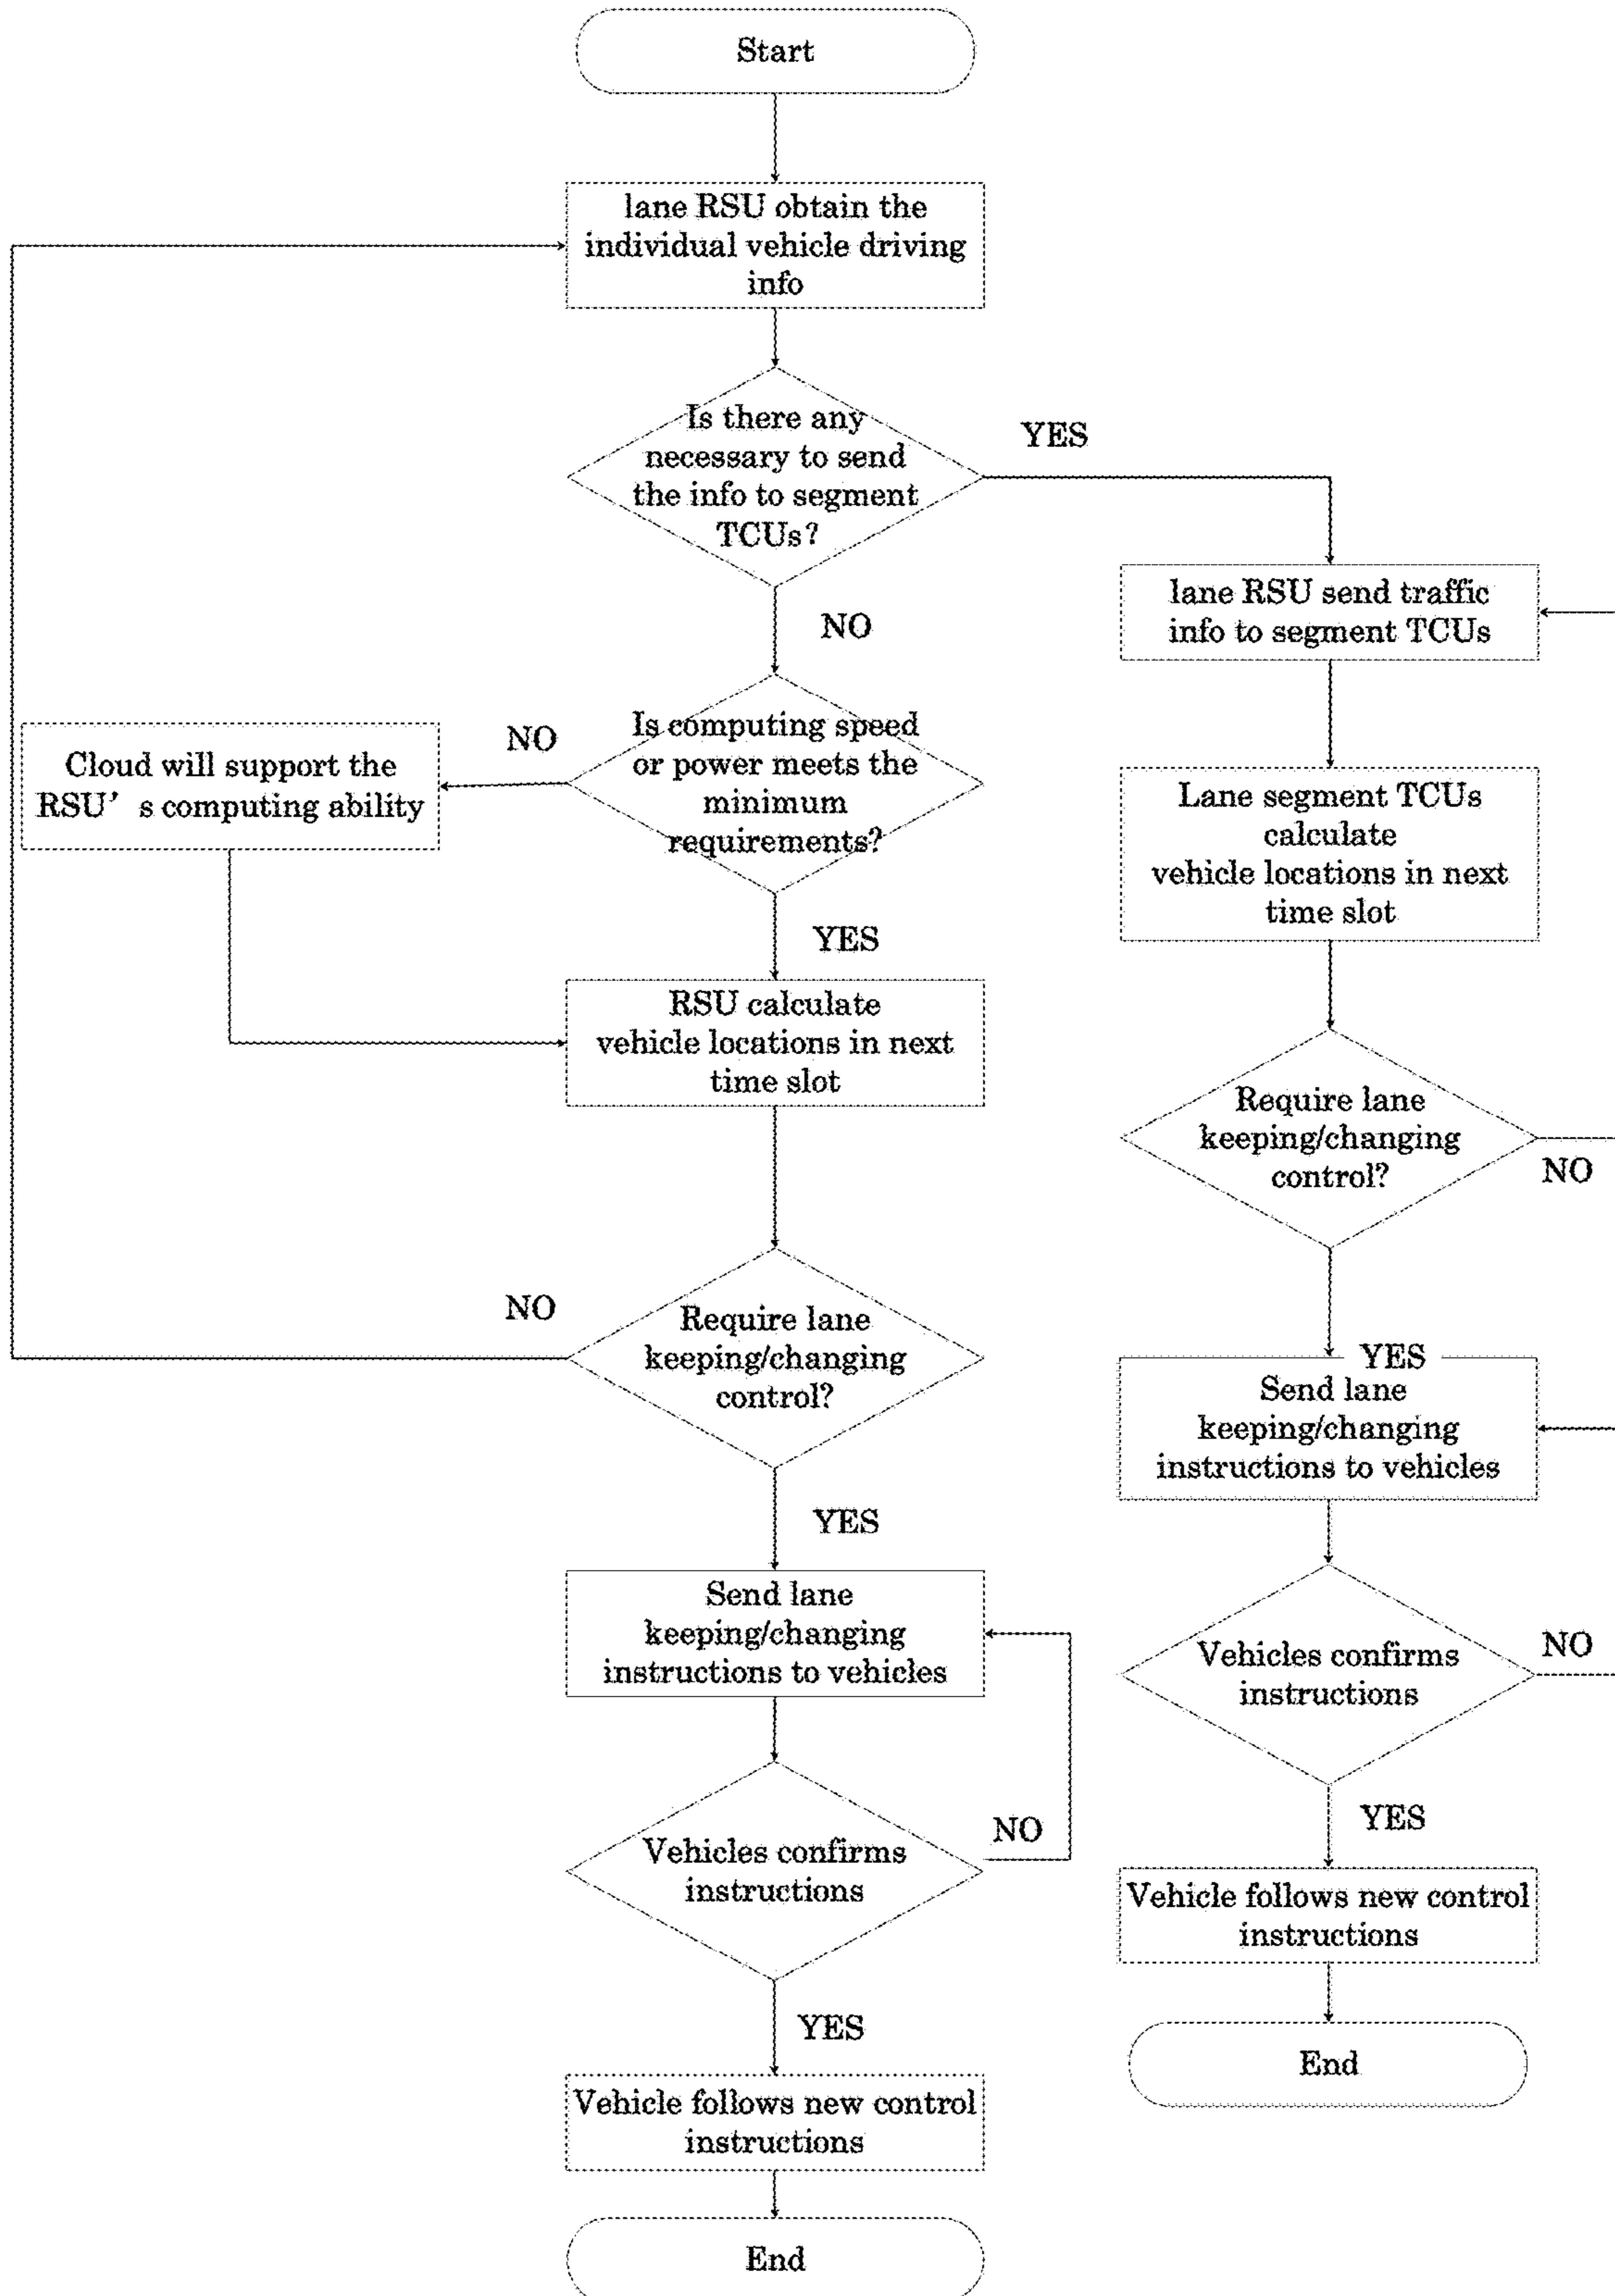 Start
lane RSU obtain the
individual vehicle driving
info
Is there any
necessary to send
the info to segment
TCUs?
YES
NO
lane RSU send traffic
info to segment TCUs
Is computing speed
or power meets the
minimum
requirements?
NO
Cloud will support the
RSU' s computing ability
YES
Lane segment TCUs
calculate
vehicle locations in next
time slot
RSU calculate
vehicle locations in next
time slot
Require lane
keeping/changing
control?
NO
Require lane
keeping/changing
control?
NO
YES
YES
Send lane
keeping/changing
instructions to vehicles
Send lane
keeping/changing
instructions to vehicles
Vehicles confirms
instructions
NO
YES
Vehicles confirms
instructions
NO
YES
Vehicle follows new control
instructions
End
Vehicle follows new control
instructions
End